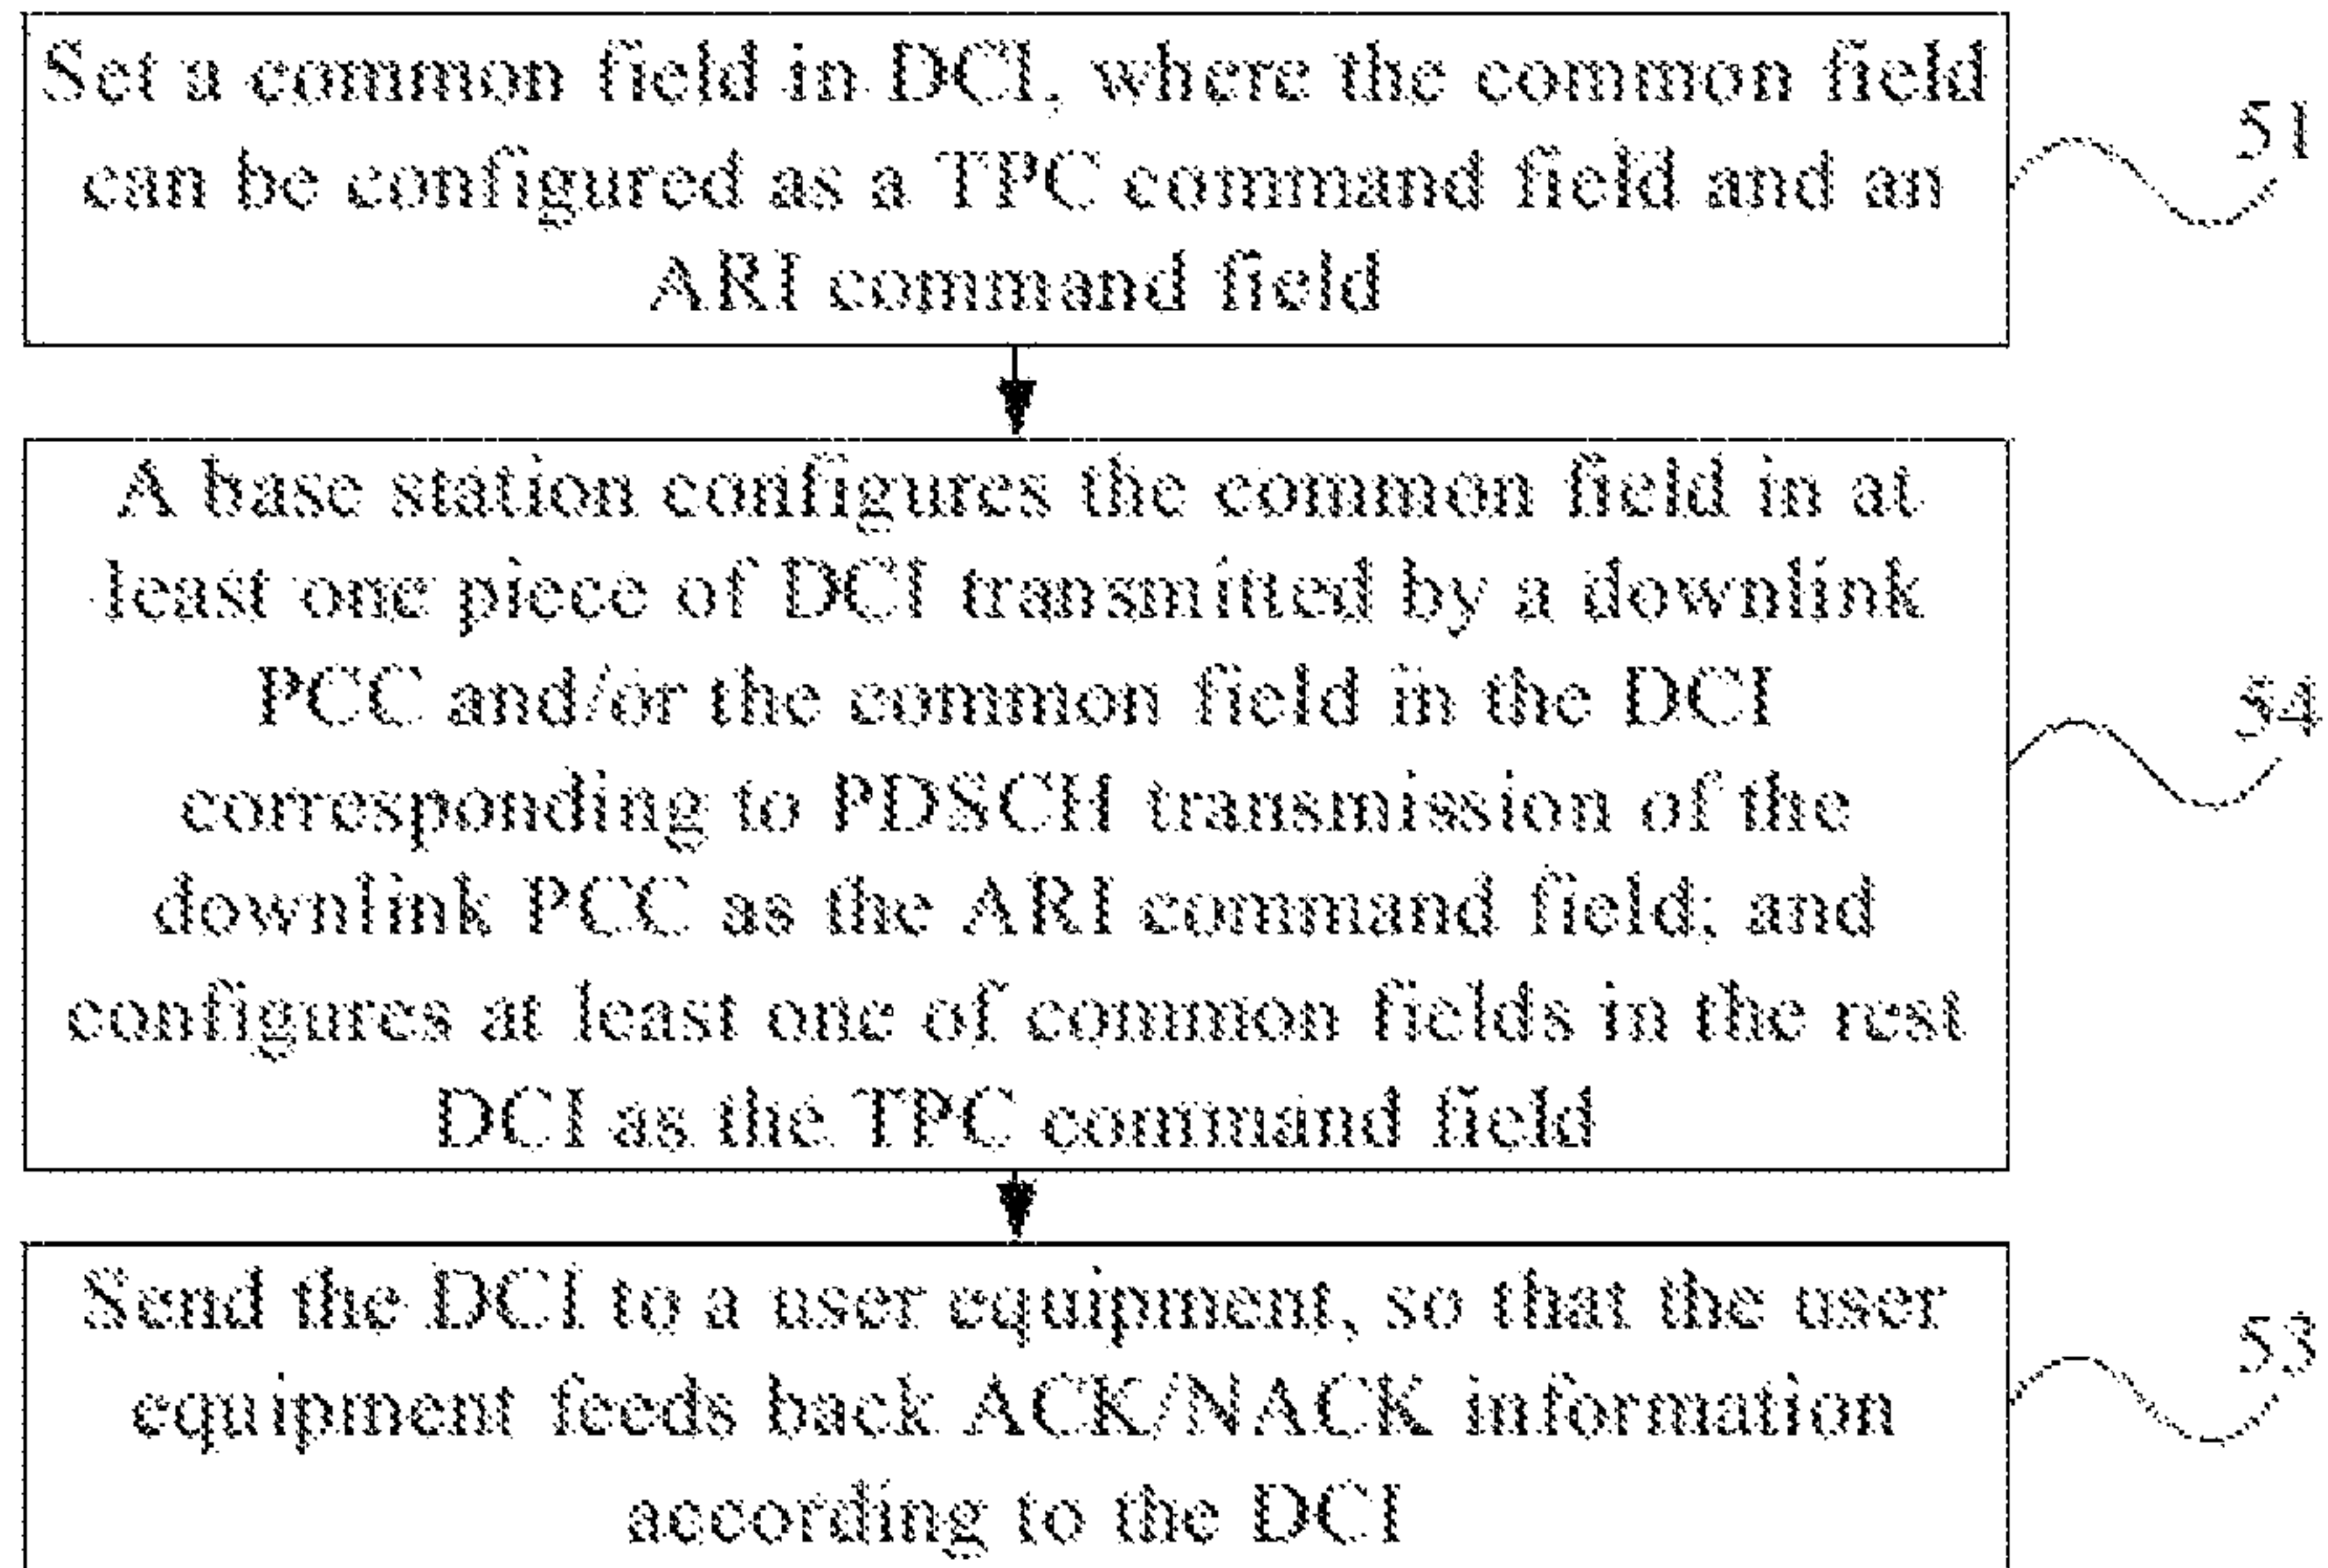 Set a common field in DCI, where the common field
can be configured as a TPC command field and an
ARI command field
51
A base station configures the common field in at
least one piece of DCI transmitted by a downlink
PCC and/or the common field in the DCI
corresponding to PDSCH transmission of the
downlink PCC as the ARI command field; and
configures at least one of common fields in the rest
DCI as the TPC command field
54
Send the DCI to a user equipment, so that the user
equipment feeds back ACK/NACK information
according to the DCI
53